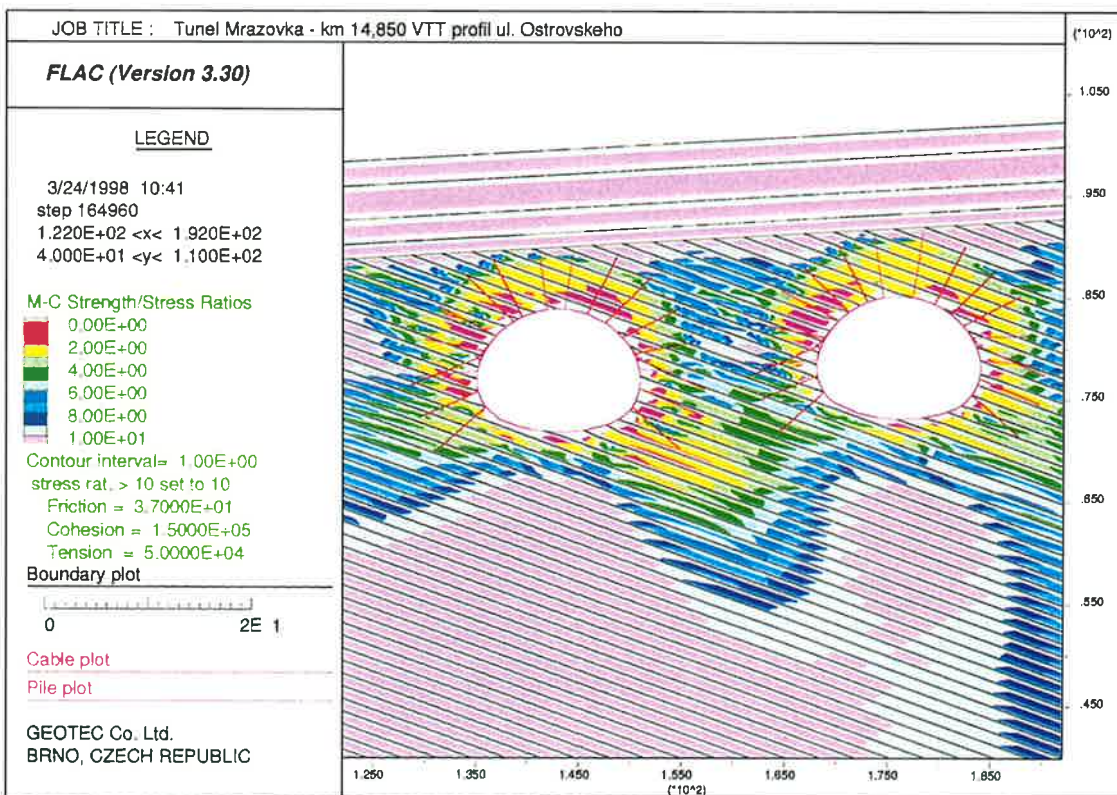 JOB TITLE : Tunel Mrazovka - km 14,850 VTT profil ul. Ostrovskeho
(*10^2)
FLAC (Version 3.30)
LEGEND
3/24/1998 10:41
step 164960
1.220E+02 <x< 1.920E+02
4.000E+01 <y< 1.100E+02
M-C Strength/Stress Ratios
0.00E+00
2.00E+00
4.00E+00
6.00E+00
8.00E+00
1.00E+01
Contour interval= 1.00E+00
stress rat. > 10 set to 10
Friction = 3.7000E+01
Cohesion = 1.5000E+05
Tension = 5.0000E+04
Boundary plot
0 2E 1
Cable plot
Pile plot
GEOTEC Co. Ltd.
BRNO, CZECH REPUBLIC
1.050
.950
.850
.750
.650
.550
.450
1.250 1.350 1.450 1.550 1.650 1.750 1.850
(*10^2)